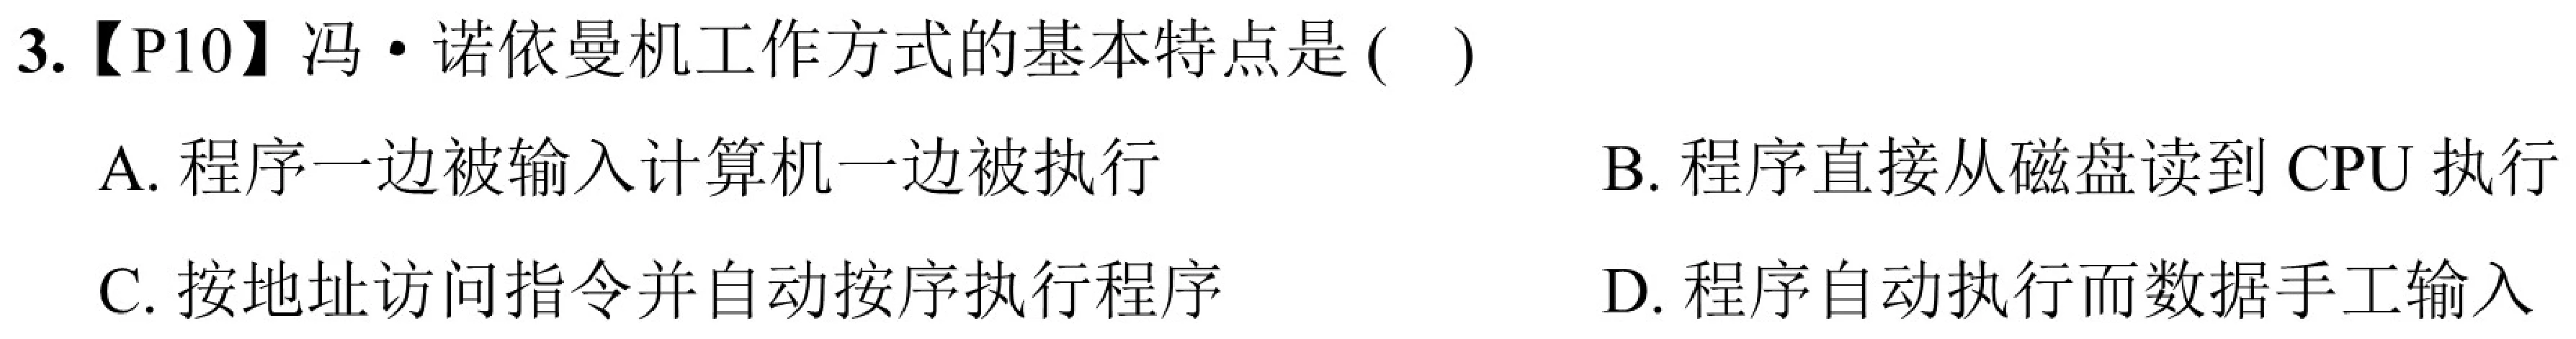 3.【P10】冯·诺依曼机工作方式的基本特点是( )
A. 程序一边被输入计算机一边被执行 B. 程序直接从磁盘读到 CPU 执行
C. 按地址访问指令并自动按序执行程序 D. 程序自动执行而数据手工输入